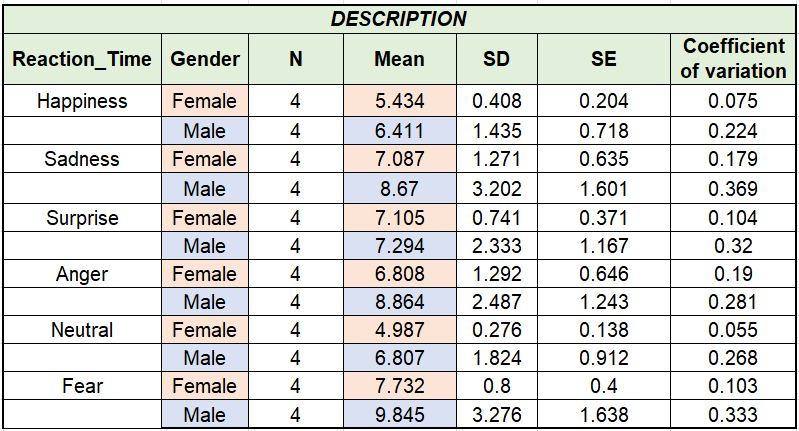 DESCRIPTION
Reaction_Time Gender N Mean SD SE Coefficient of variation
Happiness Female 4 5.434 0.408 0.204 0.075
Male 4 6.411 1.435 0.718 0.224
Sadness Female 4 7.087 1.271 0.635 0.179
Male 4 8.67 3.202 1.601 0.369
Surprise Female 4 7.105 0.741 0.371 0.104
Male 4 7.294 2.333 1.167 0.32
Anger Female 4 6.808 1.292 0.646 0.19
Male 4 8.864 2.487 1.243 0.281
Neutral Female 4 4.987 0.276 0.138 0.055
Male 4 6.807 1.824 0.912 0.268
Fear Female 4 7.732 0.8 0.4 0.103
Male 4 9.845 3.276 1.638 0.333